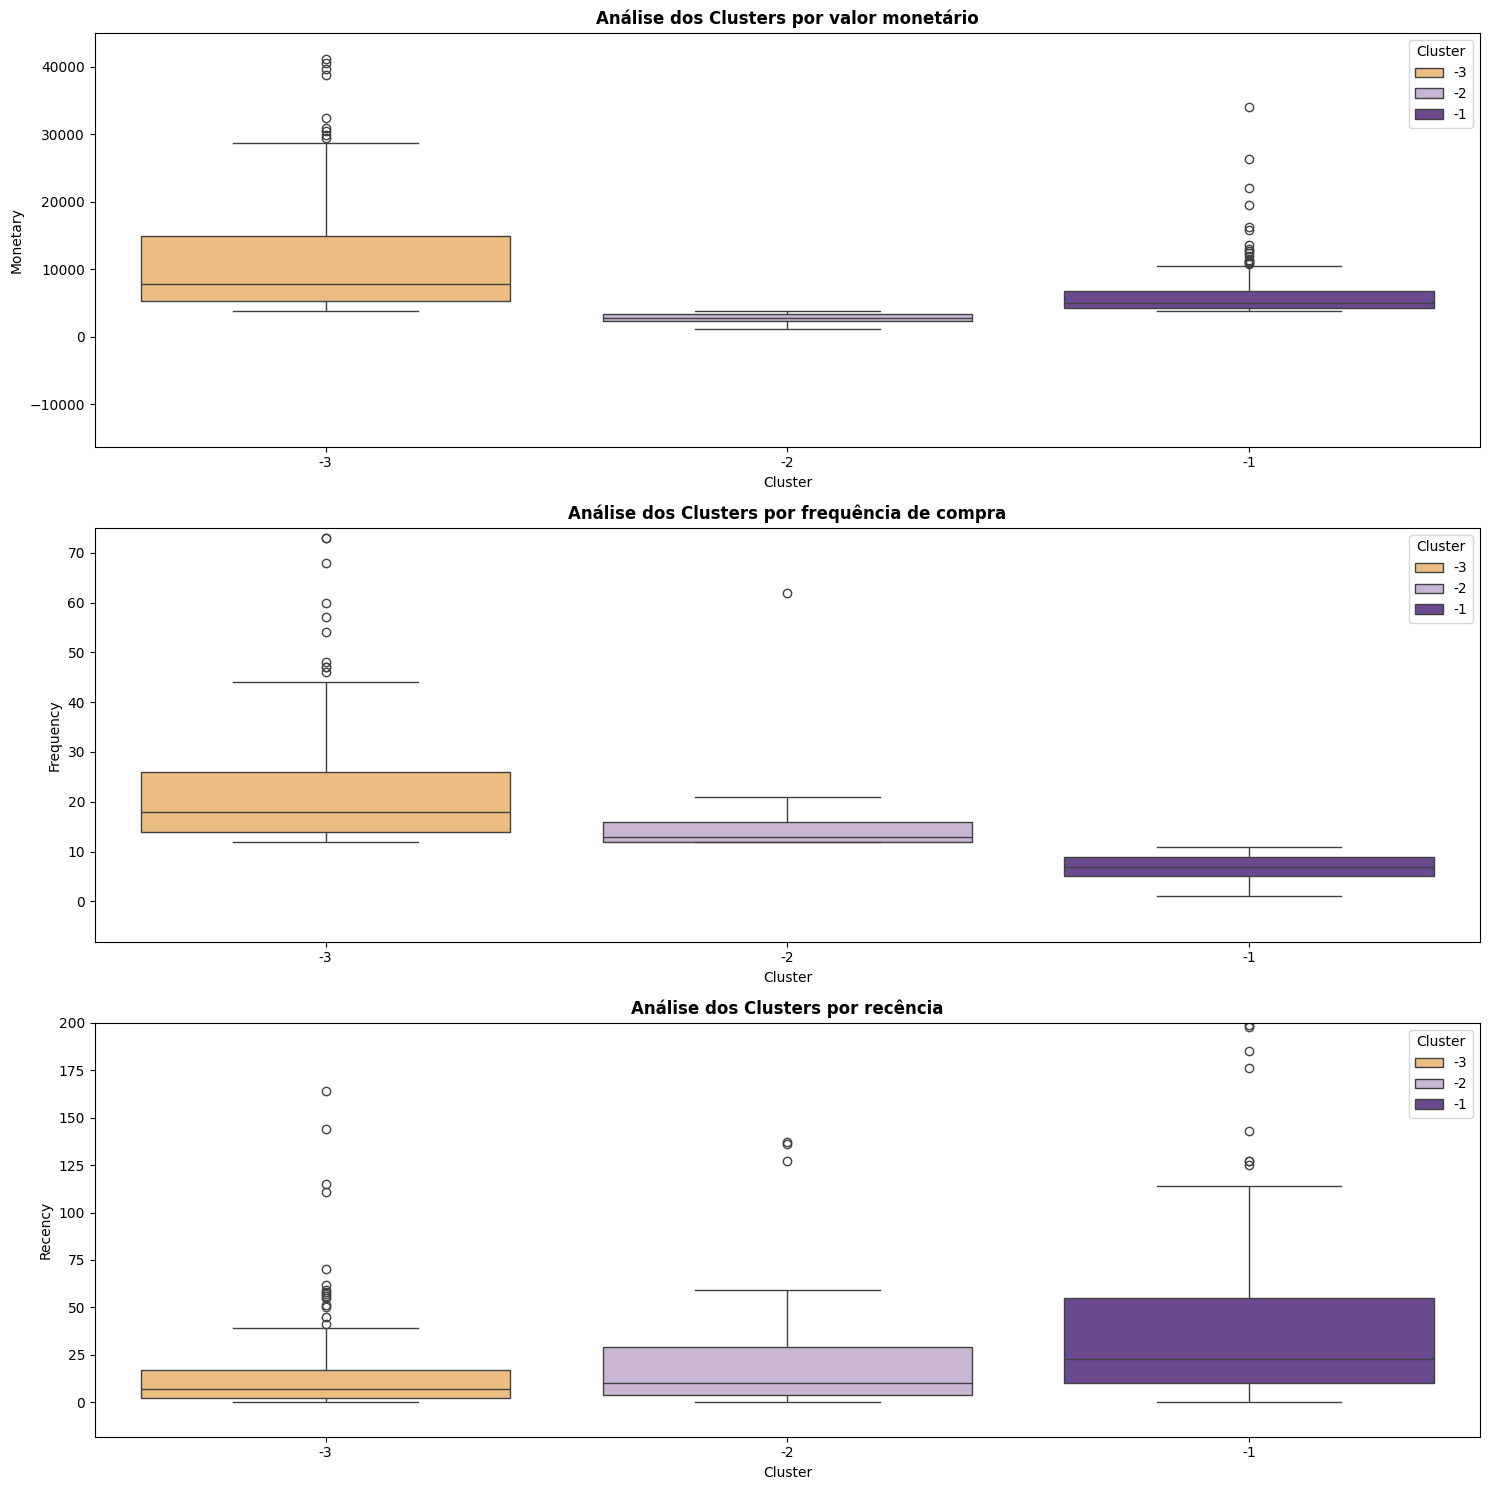 Análise dos Clusters por valor monetário
Cluster
-3
-2
-1
40000
30000
20000
10000
0
−10000
Monetary
-3 -2 -1
Cluster
Análise dos Clusters por frequência de compra
Cluster
-3
-2
-1
70
60
50
40
30
20
10
0
Frequency
-3 -2 -1
Cluster
Análise dos Clusters por recência
Cluster
-3
-2
-1
200
175
150
125
100
75
50
25
0
Recency
-3 -2 -1
Cluster